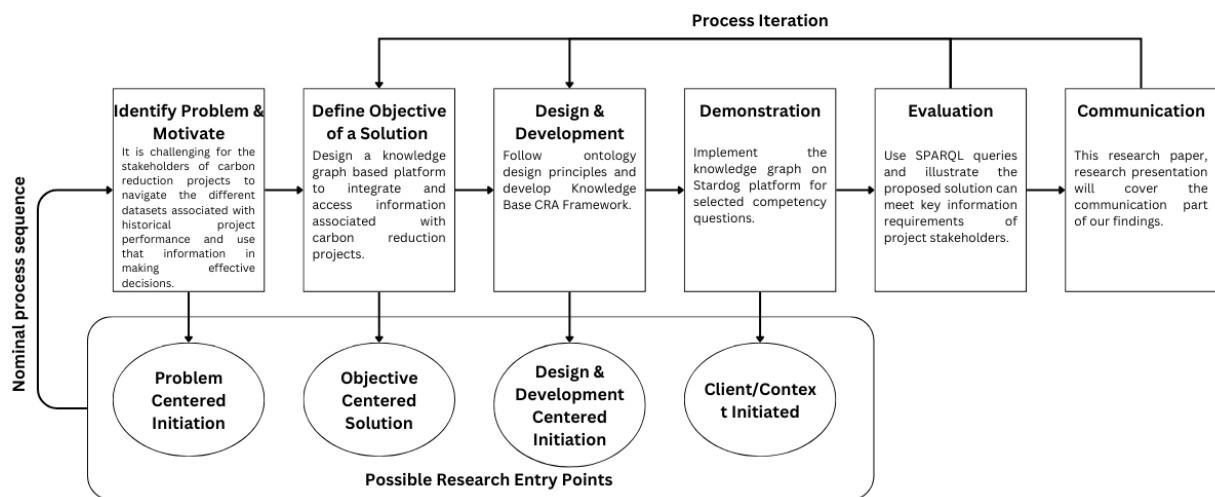 Process Iteration
Identify Problem &
Motivate
It is challenging for the
stakeholders of carbon
reduction projects to
navigate the different
datasets associated with
historical project
performance and use
that information in
making effective
decisions.
Define Objective
of a Solution
Design a knowledge
graph based platform
to integrate and
access information
associated with
carbon reduction
projects.
Design &
Development
Follow ontology
design principles and
develop Knowledge
Base CRA Framework.
Demonstration
Implement the
knowledge graph on
Stardog platform for
selected competency
questions.
Evaluation
Use SPARQL queries
and illustrate the
proposed solution can
meet key information
requirements of
project stakeholders.
Communication
This research paper,
research presentation
will cover the
communication part
of our findings.
Nominal process sequence
Problem
Centered
Initiation
Objective
Centered
Solution
Design &
Development
Centered
Initiation
Client/Contex
t Initiated
Possible Research Entry Points